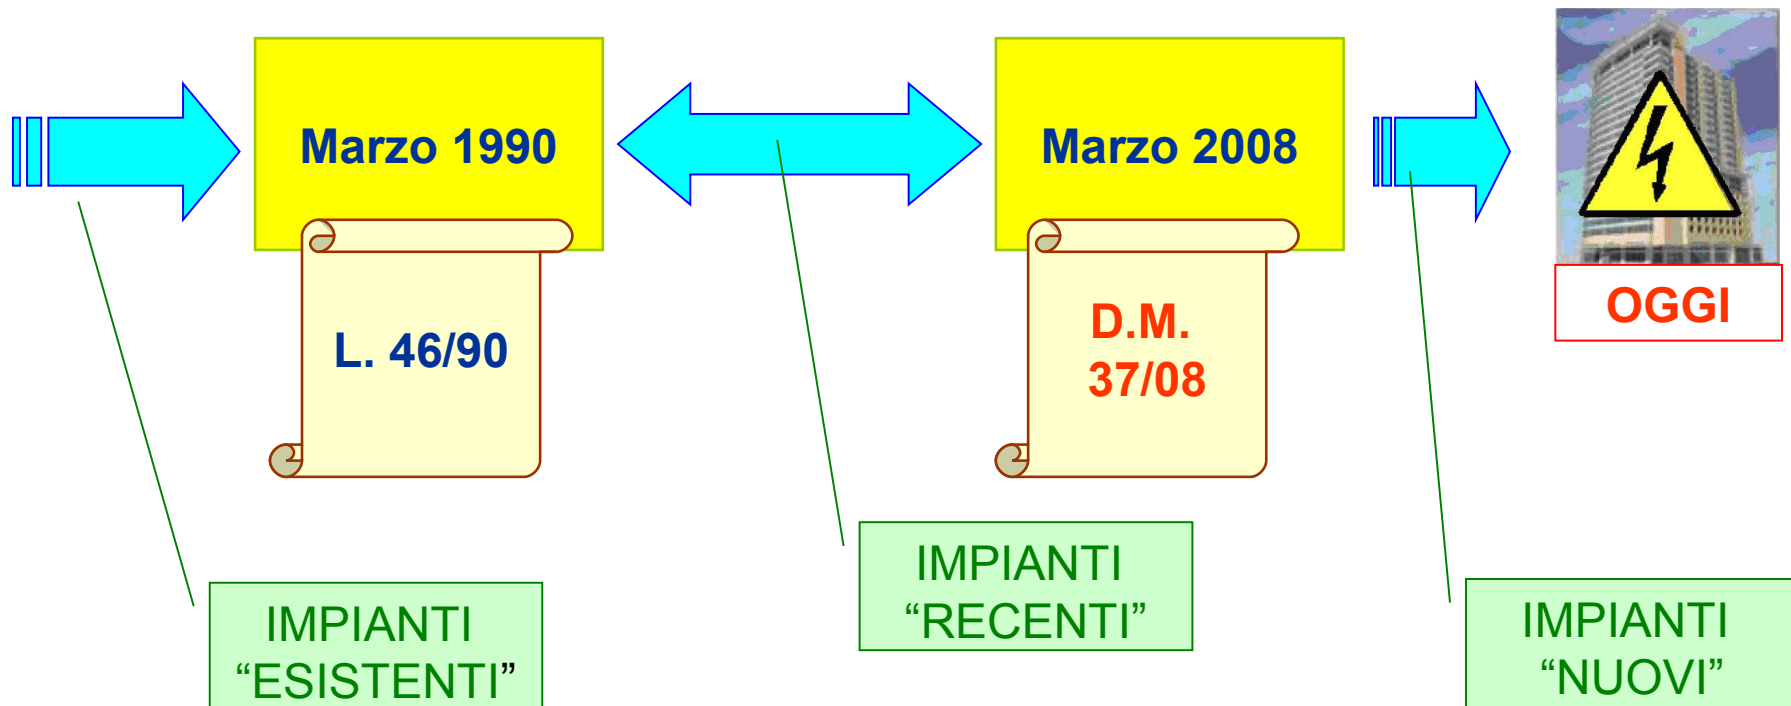 Marzo 1990
Marzo 2008
L. 46/90
D.M.
37/08
OGGI
IMPIANTI
“ESISTENTI”
IMPIANTI
“RECENTI”
IMPIANTI
“NUOVI”